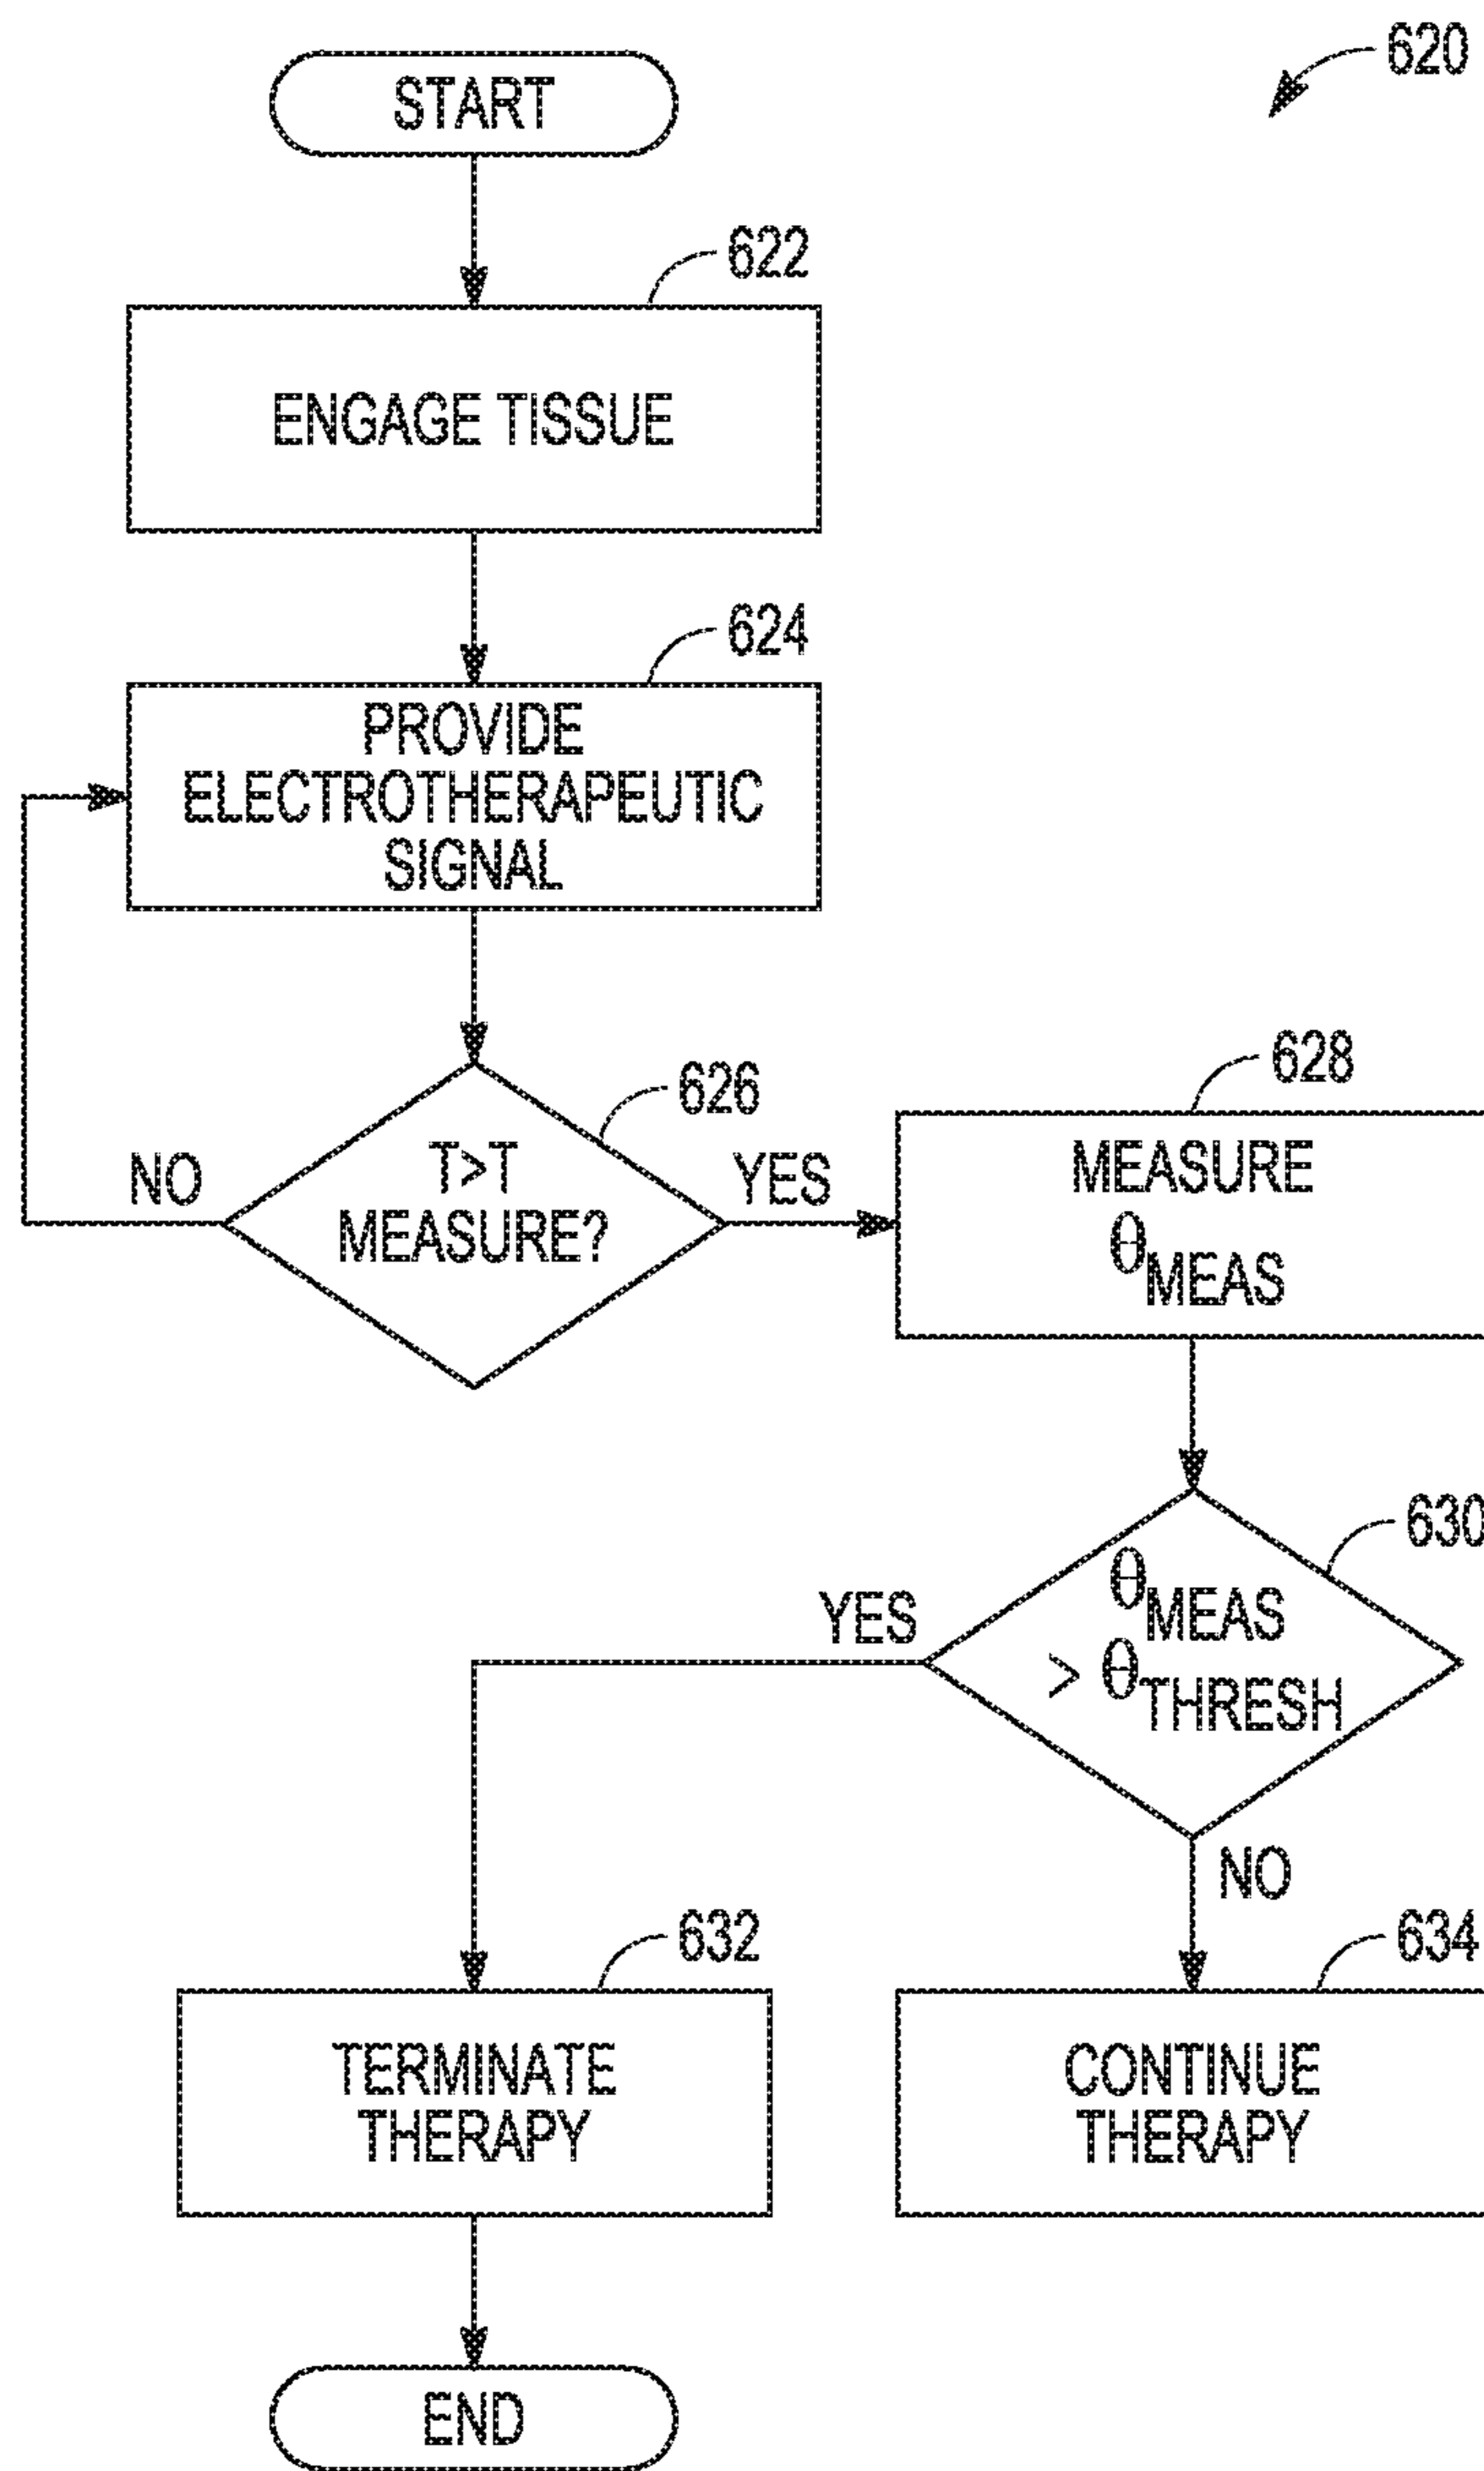 620
START
622
ENGAGE TISSUE
624
PROVIDE
ELECTROTHERAPEUTIC
SIGNAL
626
T>T
MEASURE?
NO
YES
628
MEASURE
θMEAS
630
θMEAS
> θTHRESH
YES
NO
632
TERMINATE
THERAPY
634
CONTINUE
THERAPY
END